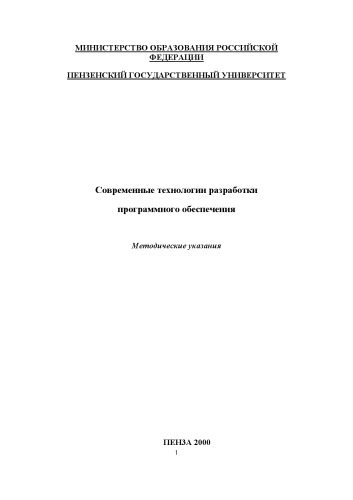 МИНИСТЕРСТВО ОБРАЗОВАНИЯ РОССИЙСКОЙ
ФЕДЕРАЦИИ
ПЕНЗЕНСКИЙ ГОСУДАРСТВЕННЫЙ УНИВЕРСИТЕТ
Современные технологии разработки
программного обеспечения
Методические указания
ПЕНЗА 2000
1